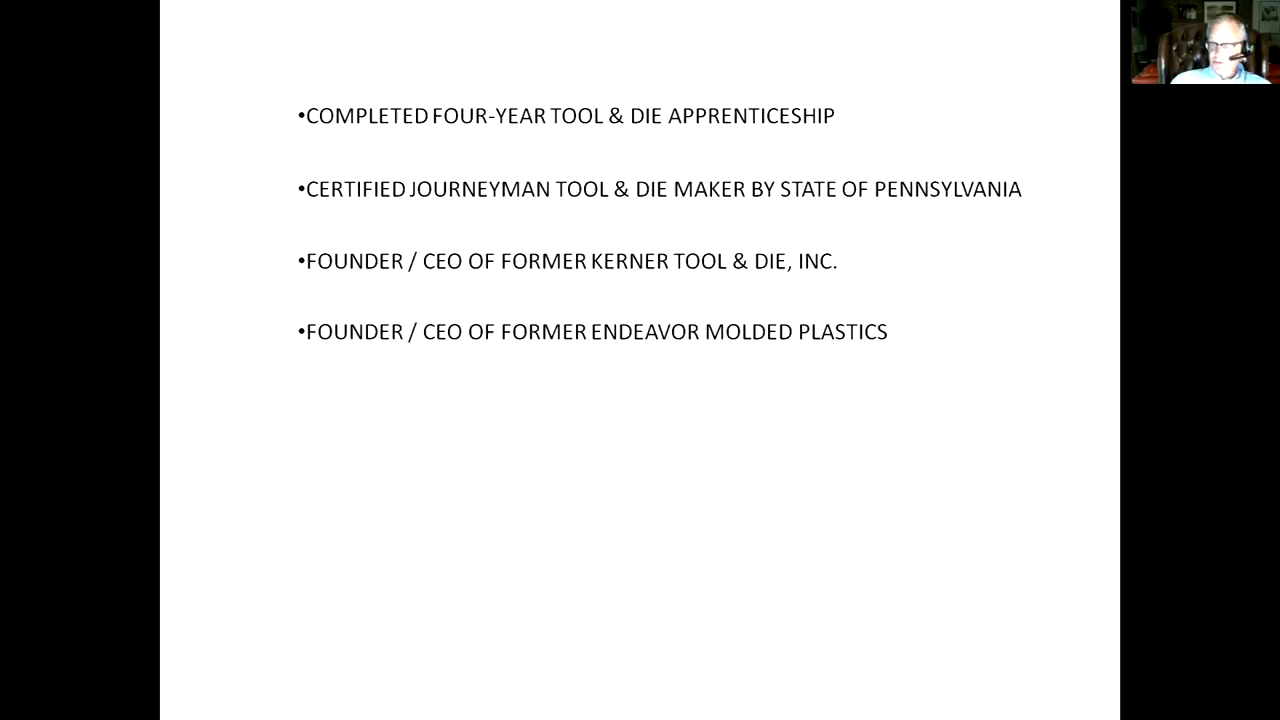 •COMPLETED FOUR-YEAR TOOL & DIE APPRENTICESHIP
•CERTIFIED JOURNEYMAN TOOL & DIE MAKER BY STATE OF PENNSYLVANIA
•FOUNDER / CEO OF FORMER KERNER TOOL & DIE, INC.
•FOUNDER / CEO OF FORMER ENDEAVOR MOLDED PLASTICS